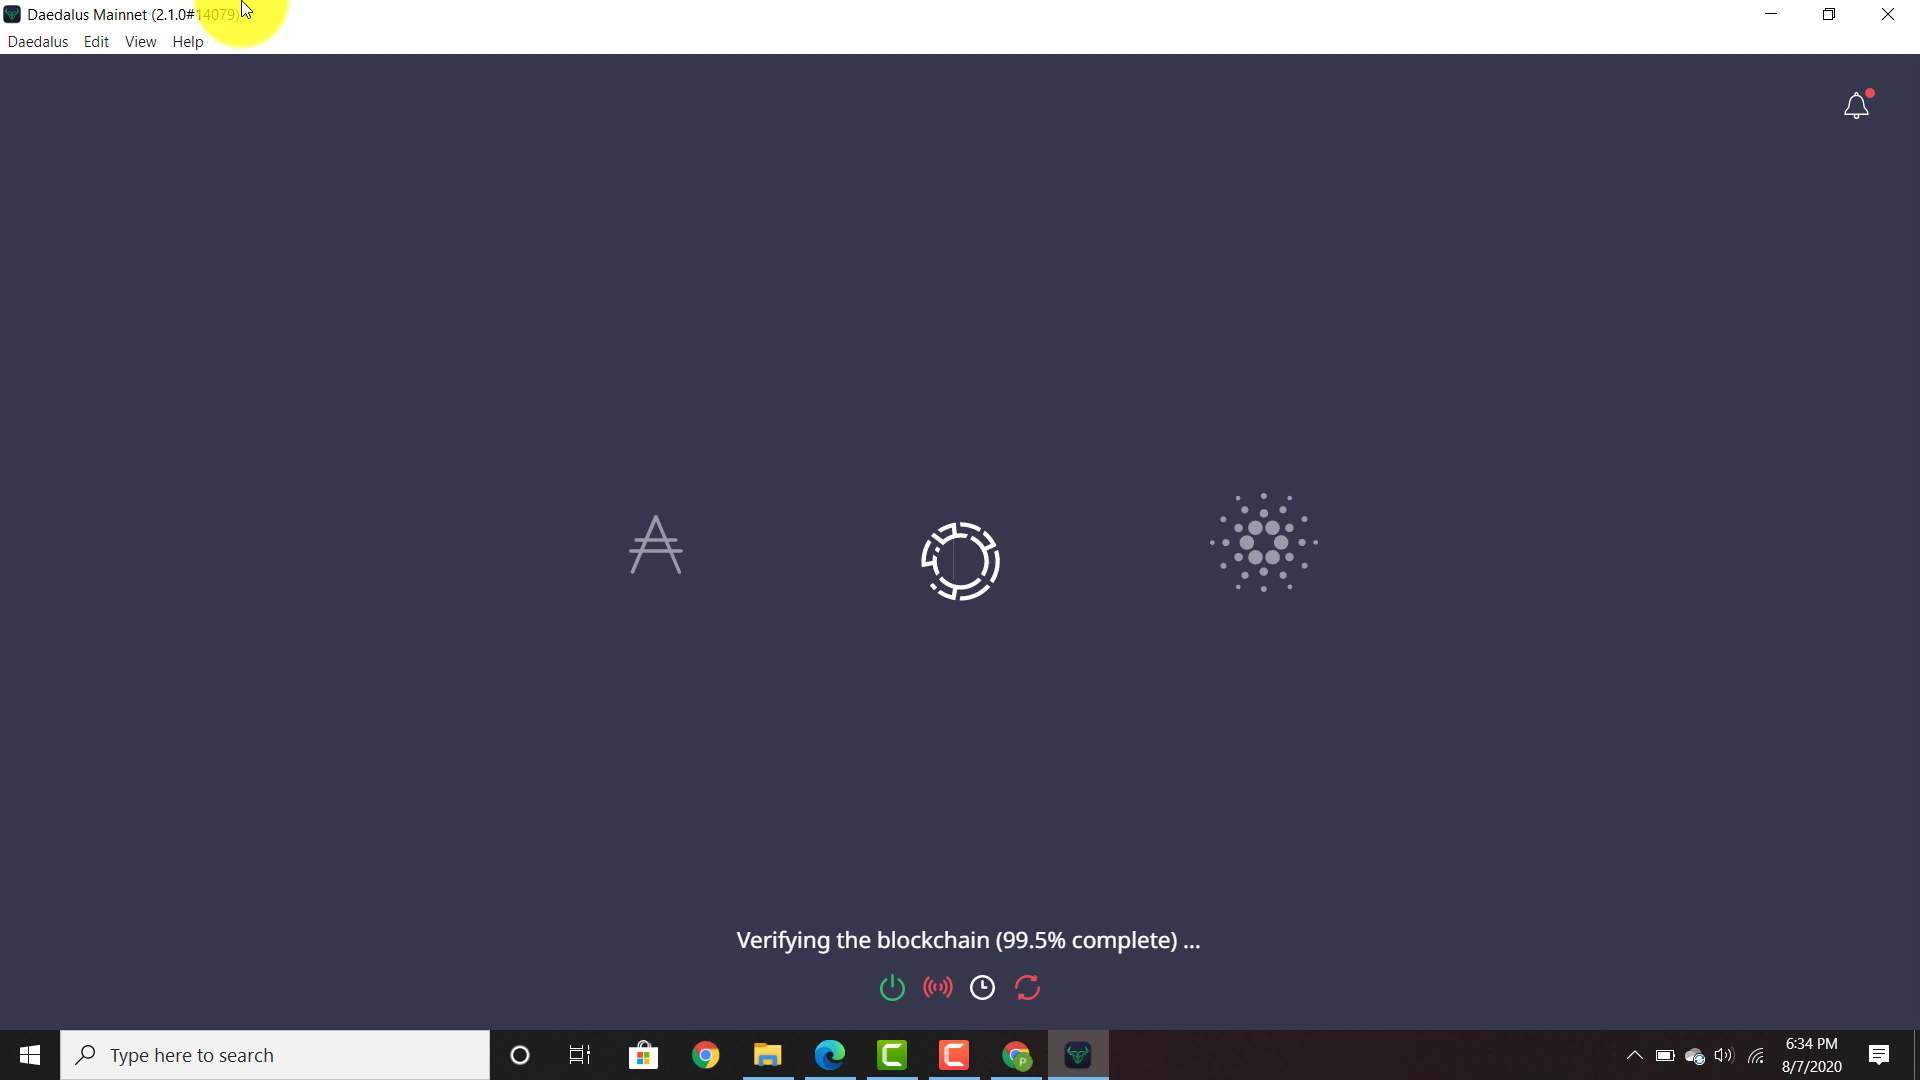 Daedalus Mainnet (2.1.0#14079)
Daedalus Edit View Help
Verifying the blockchain (99.5% complete) ...
Type here to search
P
6:34 PM
8/7/2020